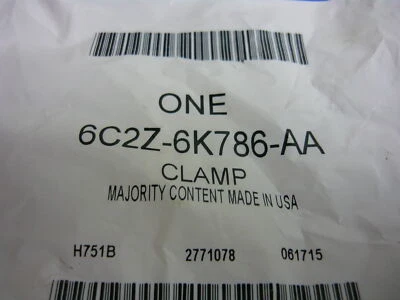 ONE
6C2Z-6K786-AA
CLAMP
MAJORITY CONTENT MADE IN USA
H751B 2771078 061715